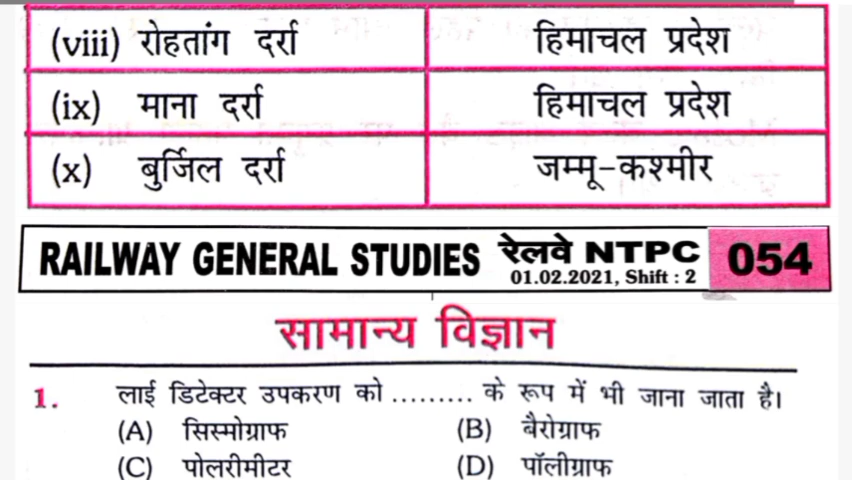 (viii) रोहतांग दर्रा हिमाचल प्रदेश
(ix) माना दर्रा हिमाचल प्रदेश
(x) बुर्जिल दर्रा जम्मू-कश्मीर
RAILWAY GENERAL STUDIES रेलवे NTPC 01.02.2021, Shift : 2 054
सामान्य विज्ञान
1. लाई डिटेक्टर उपकरण को ......... के रूप में भी जाना जाता है।
(A) सिस्मोग्राफ (B) बैरोग्राफ
(C) पोलरीमीटर (D) पॉलीग्राफ